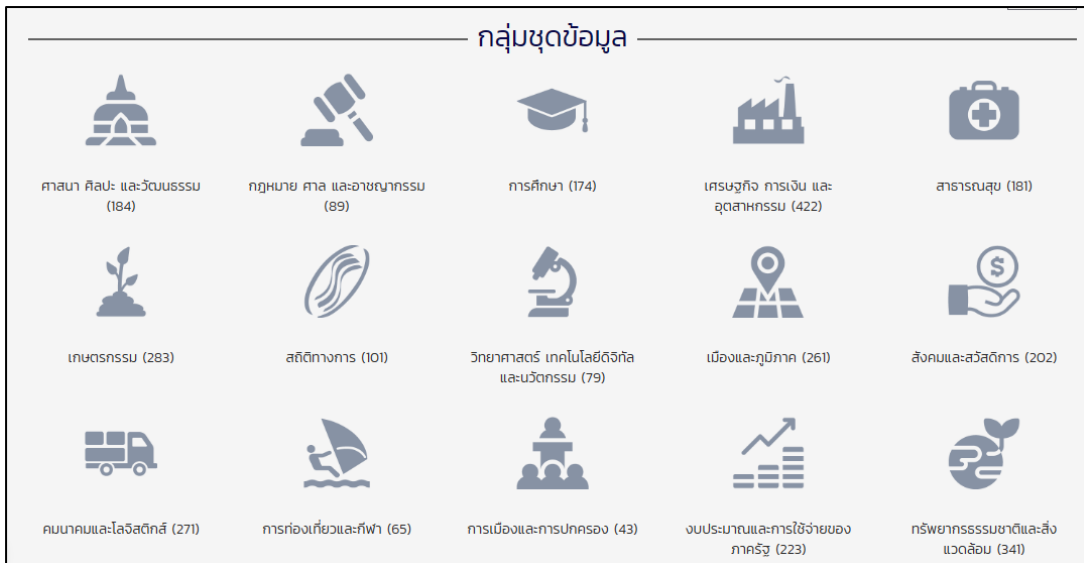 กลุ่มชุดข้อมูล
ศาสนา ศิลปะ และวัฒนธรรม
(184)
กฎหมาย ศาล และอาชญากรรม
(89)
การศึกษา (174)
เศรษฐกิจ การเงิน และ
อุตสาหกรรม (422)
สาธารณสุข (181)
เกษตรกรรม (283)
สถิติทางการ (101)
วิทยาศาสตร์ เทคโนโลยีดิจิทัล
และนวัตกรรม (79)
เมืองและภูมิภาค (261)
สังคมและสวัสดิการ (202)
คมนาคมและโลจิสติกส์ (271)
การท่องเที่ยวและกีฬา (65)
การเมืองและการปกครอง (43)
งบประมาณและการใช้จ่ายของ
ภาครัฐ (223)
ทรัพยากรธรรมชาติและสิ่ง
แวดล้อม (341)